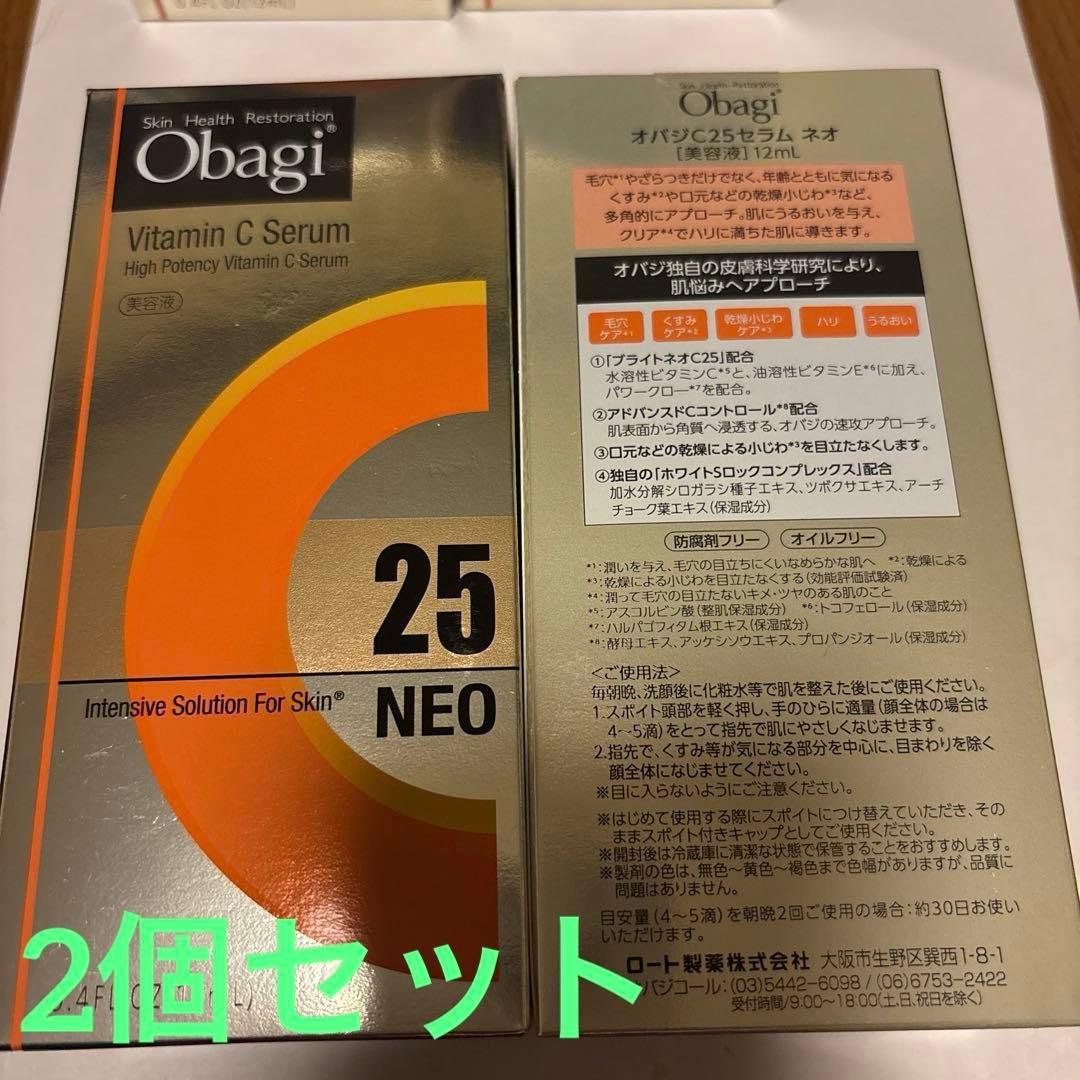 Skin Health Restoration
Obagi®
Vitamin C Serum
High Potency Vitamin C Serum
美容液
25
NEO
Intensive Solution For Skin®
Skin Health Restoration
Obagi®
オバジC25セラム ネオ
[美容液] 12mL
毛穴*1やざらつきだけでなく、年齢とともに気になる
くすみ*2や口元などの乾燥小じわ*3など、
多角的にアプローチ。肌にうるおいを与え、
クリア*4でハリに満ちた肌に導きます。
オバジ独自の皮膚科学研究により、
肌悩みへアプローチ
毛穴
ケア*1
くすみ
ケア*2
乾燥小じわ
ケア*3
ハリ
うるおい
①「ブライトネオC25」配合
水溶性ビタミンC*5と、油溶性ビタミンE*6に加え、
パワークロー*7を配合。
②アドバンスドCコントロール*8配合
肌表面から角質へ浸透する、オバジの速攻アプローチ。
③口元などの乾燥による小じわ*3を目立たなくします。
④独自の「ホワイトSロックコンプレックス」配合
加水分解シロガラシ種子エキス、ツボクサエキス、アーチ
チョーク葉エキス(保湿成分)
防腐剤フリー オイルフリー
*1:潤いを与え、毛穴の目立ちにくいなめらかな肌へ *2:乾燥による
*3:乾燥による小じわを目立たなくする(効能評価試験済)
*4:潤って毛穴の目立たないキメ・ツヤのある肌のこと
*5:アスコルビン酸(整肌保湿成分) *6:トコフェロール(保湿成分)
*7:ハルパゴフィタム根エキス(保湿成分)
*8:酵母エキス、アッケシソウエキス、プロパンジオール(保湿成分)
<ご使用法>
毎朝晩、洗顔後に化粧水等で肌を整えた後にご使用ください。
1.スポイト頭部を軽く押し、手のひらに適量(顔全体の場合は
4~5滴)をとって指先で肌にやさしくなじませます。
2.指先で、くすみ等が気になる部分を中心に、目まわりを除く
顔全体になじませてください。
※目に入らないようにご注意ください。
※はじめて使用する際にスポイトにつけ替えていただき、その
ままスポイト付きキャップとしてご使用ください。
※開封後は冷蔵庫に清潔な状態で保管することをおすすめします。
※製剤の色は、無色~黄色~褐色まで色幅がありますが、品質に
問題はありません。
目安量(4~5滴)を朝晩2回ご使用の場合:約30日お使い
いただけます。
ロート製薬株式会社 大阪市生野区巽西1-8-1
バジコール:(03)5442-6098/(06)6753-2422
受付時間/9:00~18:00(土、日、祝日を除く)
2個セット